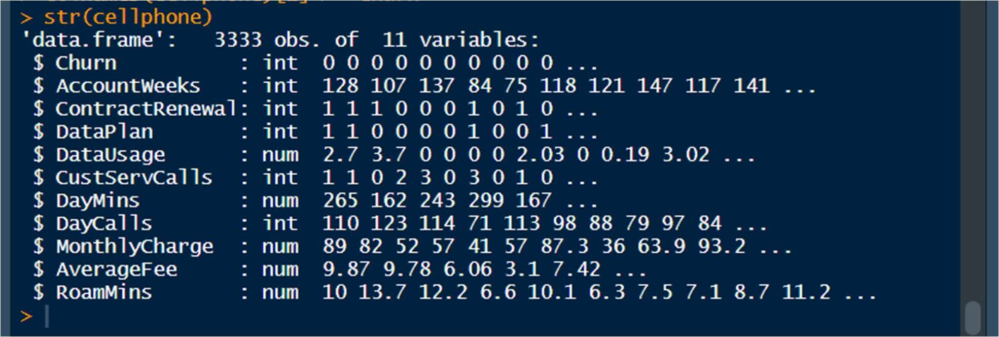 > str(cellphone)
'data.frame':   3333 obs. of  11 variables:
 $ Churn          : int  0 0 0 0 0 0 0 0 0 0 ...
 $ AccountWeeks   : int  128 107 137 84 75 118 121 147 117 141 ...
 $ ContractRenewal: int  1 1 1 0 0 0 1 0 1 0 ...
 $ DataPlan       : int  1 1 0 0 0 0 1 0 0 1 ...
 $ DataUsage      : num  2.7 3.7 0 0 0 0 2.03 0 0.19 3.02 ...
 $ CustServCalls  : int  1 1 0 2 3 0 3 0 1 0 ...
 $ DayMins        : num  265 162 243 299 167 ...
 $ DayCalls       : int  110 123 114 71 113 98 88 79 97 84 ...
 $ MonthlyCharge  : num  89 82 52 57 41 57 87.3 36 63.9 93.2 ...
 $ AverageFee     : num  9.87 9.78 6.06 3.1 7.42 ...
 $ RoamMins       : num  10 13.7 12.2 6.6 10.1 6.3 7.5 7.1 8.7 11.2 ...
>